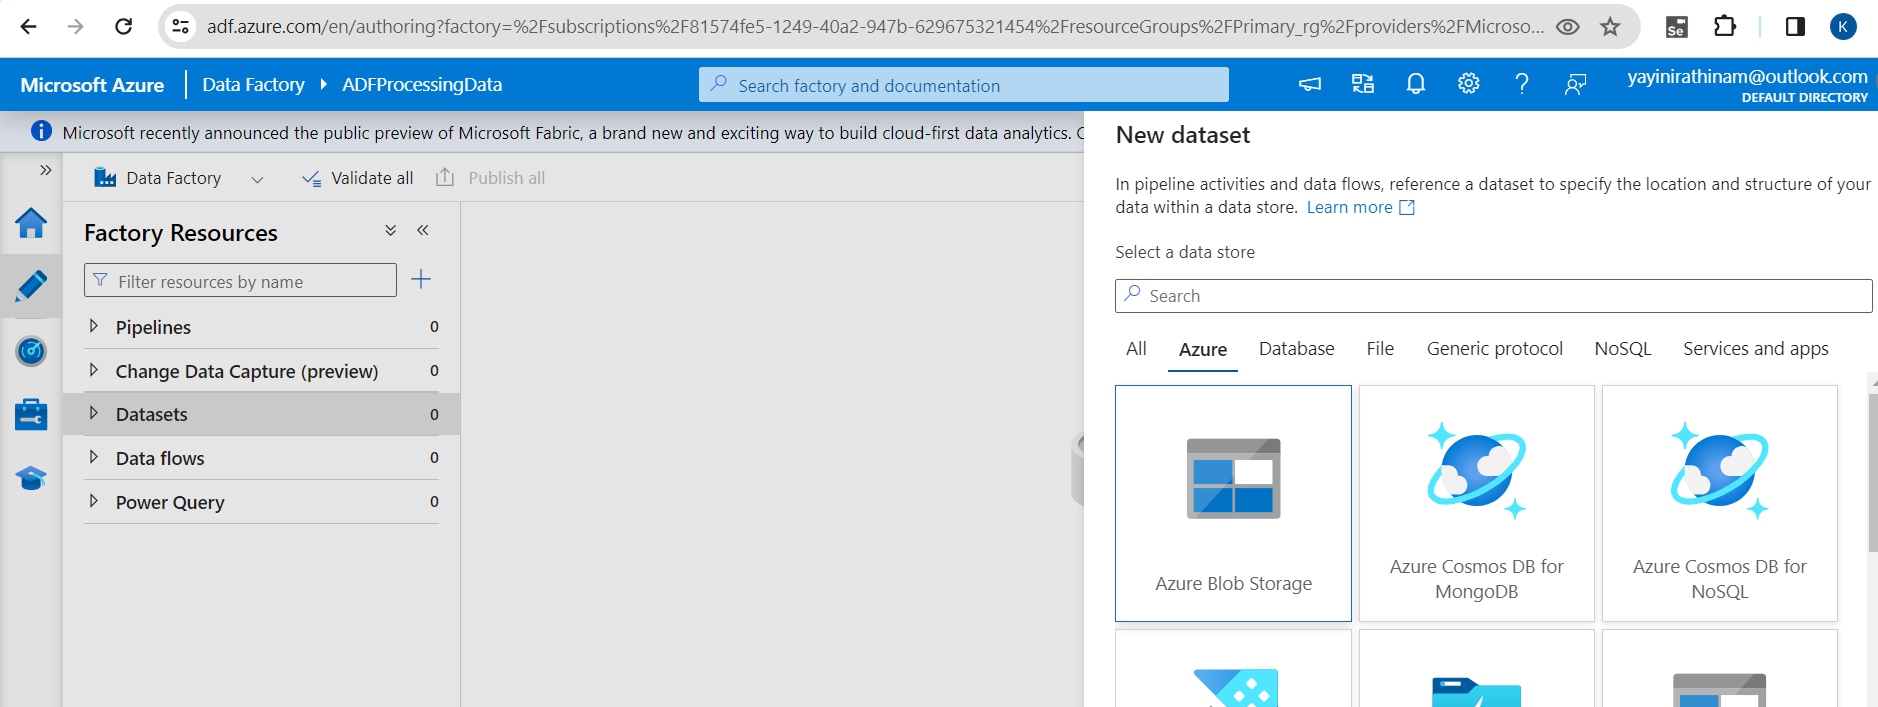 adf.azure.com/en/authoring?factory=%2Fsubscriptions%2F81574fe5-1249-40a2-947b-629675321454%2FresourceGroups%2FPrimary_rg%2Fproviders%2FMicroso...
Se
K
Microsoft Azure
Data Factory
ADFProcessingData
Search factory and documentation
yayinirathinam@outlook.com
DEFAULT DIRECTORY
Microsoft recently announced the public preview of Microsoft Fabric, a brand new and exciting way to build cloud-first data analytics.
Data Factory
Validate all
Publish all
Factory Resources
Filter resources by name
Pipelines 0
Change Data Capture (preview) 0
Datasets 0
Data flows 0
Power Query 0
New dataset
In pipeline activities and data flows, reference a dataset to specify the location and structure of your
data within a data store. Learn more
Select a data store
Search
All Azure Database File Generic protocol NoSQL Services and apps
Azure Blob Storage
Azure Cosmos DB for
MongoDB
Azure Cosmos DB for
NoSQL